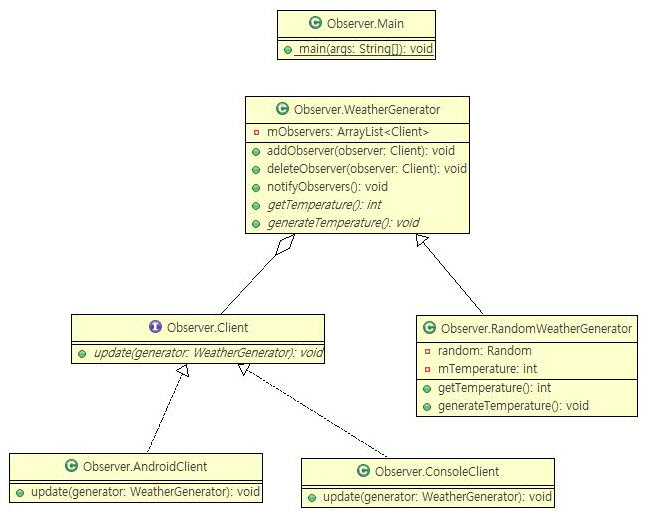 C Observer.Main
main(args: String[]): void
C Observer.WeatherGenerator
mObservers: ArrayList<Client>
addObserver(observer: Client): void
deleteObserver(observer: Client): void
notifyObservers(): void
getTemperature(): int
generateTemperature(): void
I Observer.Client
update(generator: WeatherGenerator): void
C Observer.RandomWeatherGenerator
random: Random
mTemperature: int
getTemperature(): int
generateTemperature(): void
C Observer.AndroidClient
update(generator: WeatherGenerator): void
C Observer.ConsoleClient
update(generator: WeatherGenerator): void